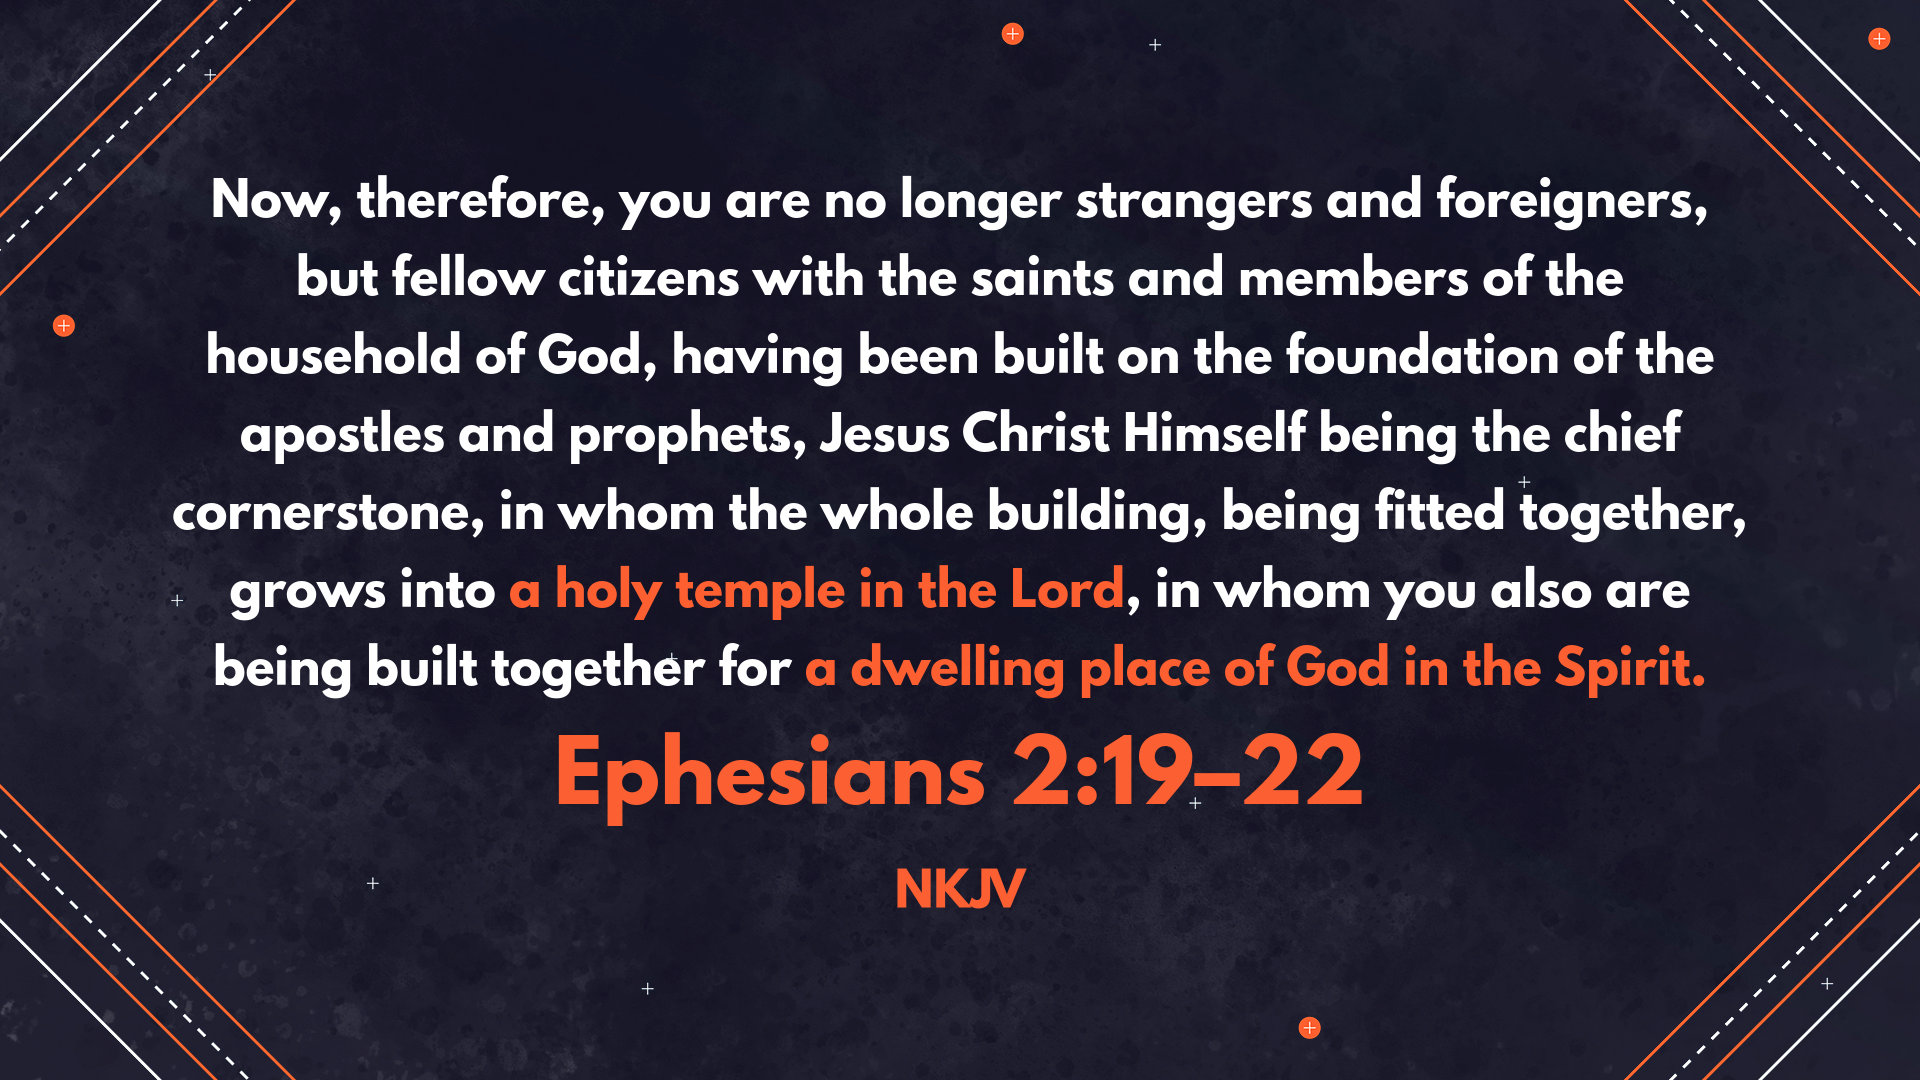 Now, therefore, you are no longer strangers and foreigners,
but fellow citizens with the saints and members of the
household of God, having been built on the foundation of the
apostles and prophets, Jesus Christ Himself being the chief
cornerstone, in whom the whole building, being fitted together,
grows into a holy temple in the Lord, in whom you also are
being built together for a dwelling place of God in the Spirit.
Ephesians 2:19–22
NKJV